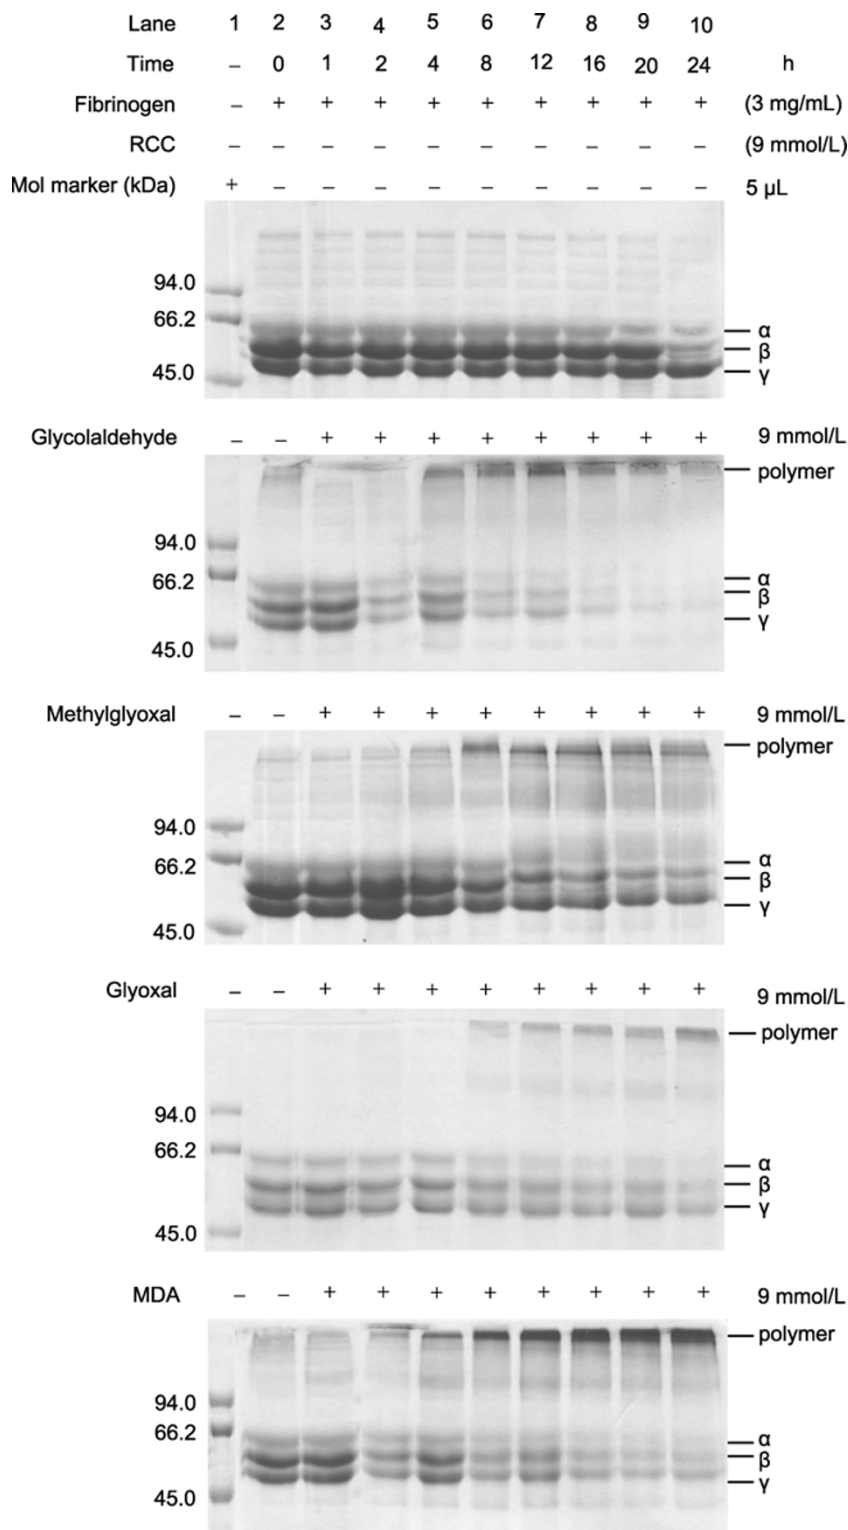 Lane 1 2 3 4 5 6 7 8 9 10
Time – 0 1 2 4 8 12 16 20 24 h
Fibrinogen – + + + + + + + + + (3 mg/mL)
RCC – – – – – – – – – – (9 mmol/L)
Mol marker (kDa) + – – – – – – – – – 5 µL
94.0
66.2
α
β
45.0 γ
Glycolaldehyde – – + + + + + + + + 9 mmol/L
polymer
94.0
66.2 α
β
γ
45.0
Methylglyoxal – – + + + + + + + + 9 mmol/L
polymer
94.0
66.2 α
β
γ
45.0
Glyoxal – – + + + + + + + + 9 mmol/L
polymer
94.0
66.2
α
β
γ
45.0
MDA – – + + + + + + + + 9 mmol/L
polymer
94.0
66.2
α
β
γ
45.0